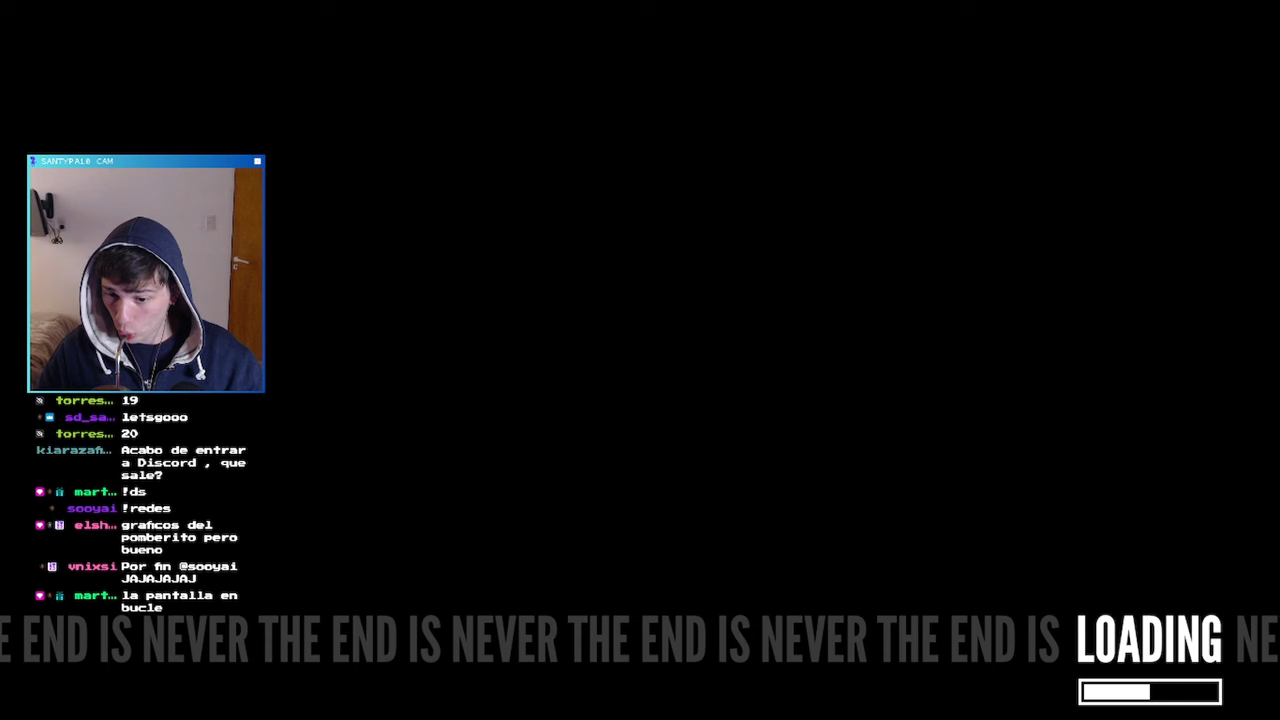 SANTYPA10 CAM
torres... 19
sd_sa... letsgooo
torres... 20
kiarazafi... Acabo de entrar
a Discord , que
sale?
mart... !ds
sooyai !redes
elsh... graficos del
pomberito pero
bueno
vnixsi Por fin @sooyai
JAJAJAJAJ
mart... la pantalla en
bucle
E END IS NEVER THE END IS NEVER THE END IS NEVER THE END IS LOADING NE